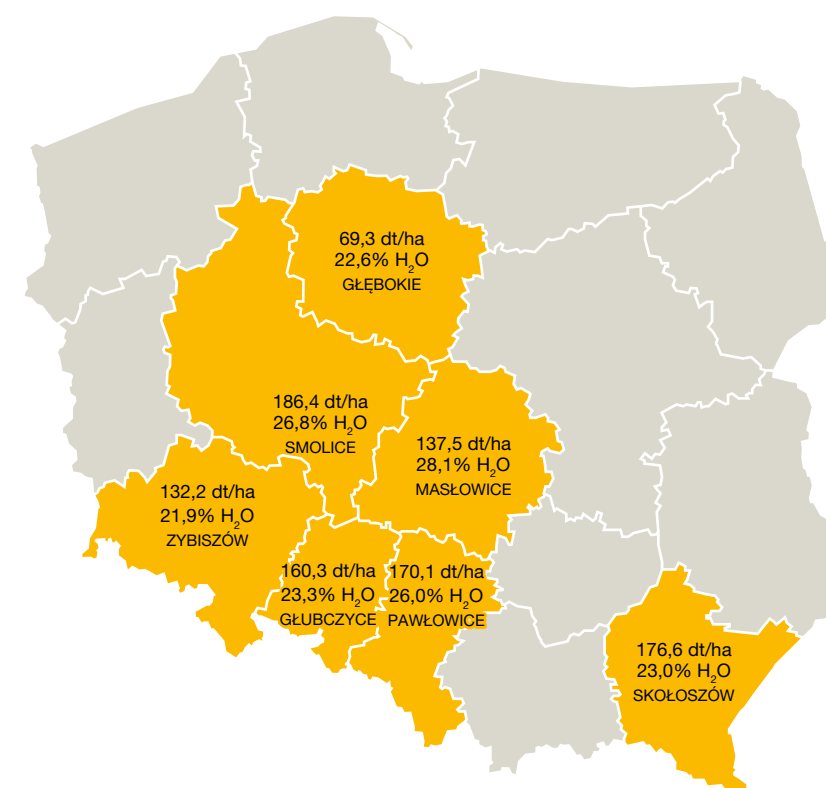 69,3 dt/ha
22,6% H₂O
GŁĘBOKIE
186,4 dt/ha
26,8% H₂O
SMOLICE
137,5 dt/ha
28,1% H₂O
MASŁOWICE
132,2 dt/ha
21,9% H₂O
ZYBISZÓW
160,3 dt/ha
23,3% H₂O
GŁUBCZYCE
170,1 dt/ha
26,0% H₂O
PAWŁOWICE
176,6 dt/ha
23,0% H₂O
SKOŁOSZÓW